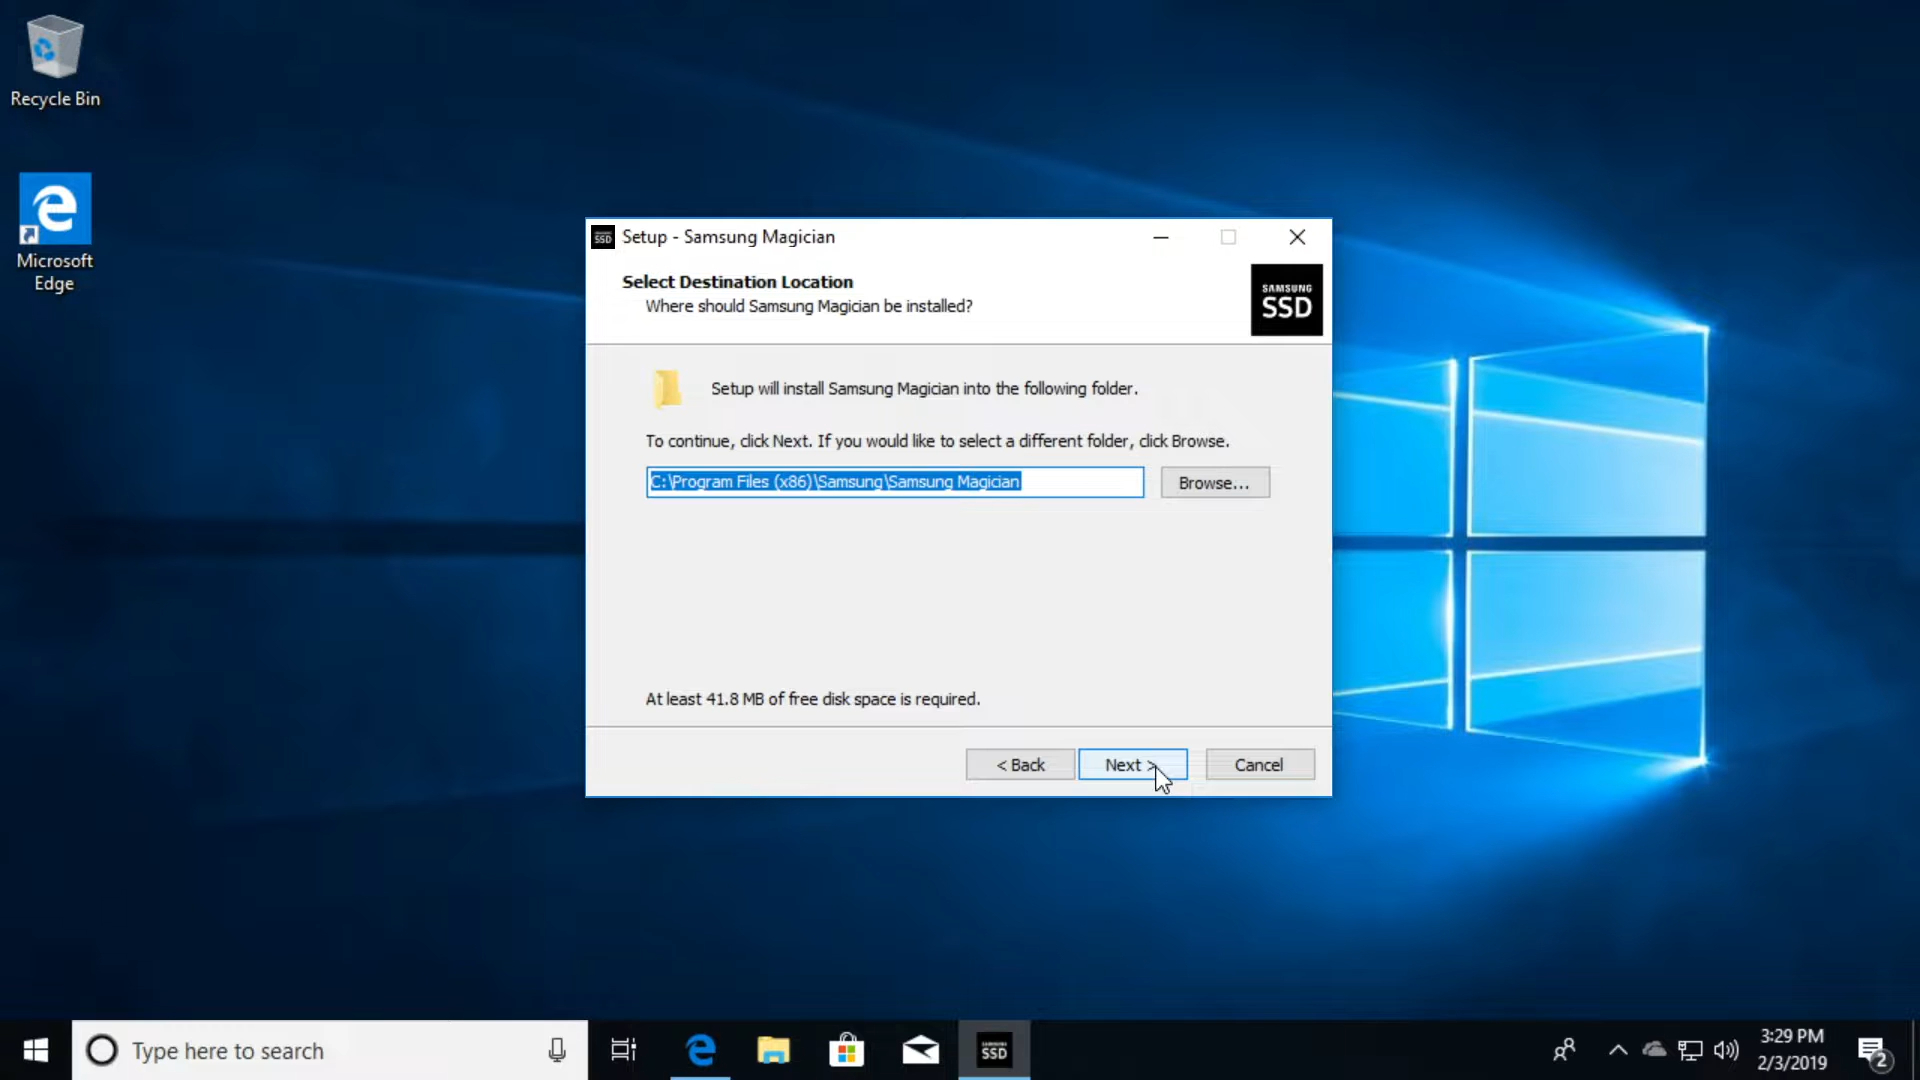 Recycle Bin
Microsoft
Edge
SSD
Setup - Samsung Magician
Select Destination Location
Where should Samsung Magician be installed?
SAMSUNG
SSD
Setup will install Samsung Magician into the following folder.
To continue, click Next. If you would like to select a different folder, click Browse.
C:\Program Files (x86)\Samsung\Samsung Magician
Browse...
At least 41.8 MB of free disk space is required.
< Back
Next >
Cancel
Type here to search
SAMSUNG
SSD
3:29 PM
2/3/2019
2